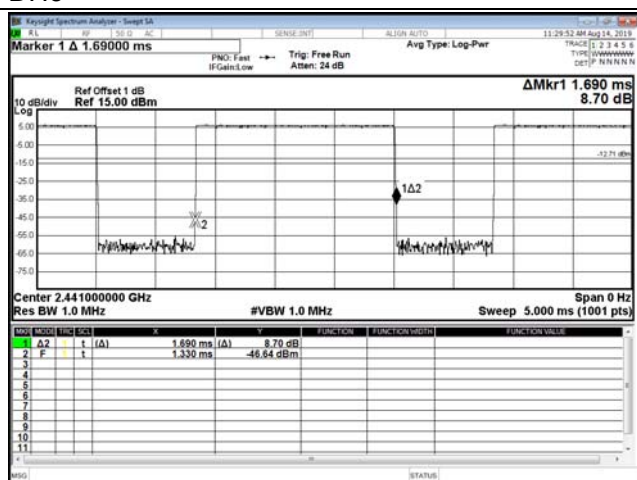 Keysight Spectrum Analyzer - Swept SA
RL RF 50 Ω AC SENSE:INT ALIGN AUTO 11:29:52 AM Aug 14, 2019
Marker 1 Δ 1.69000 ms
PNO: Fast
IFGain:Low
Trig: Free Run
Atten: 24 dB
Avg Type: Log-Pwr
TRACE 1 2 3 4 5 6
TYPE WWWWWW
DET P N N N N N
Ref Offset 1 dB
10 dB/div Ref 15.00 dBm
ΔMkr1 1.690 ms
8.70 dB
Log
5.00
-5.00
-15.0
-12.71 dBm
-25.0
-35.0
1Δ2
-45.0
2
-55.0
-65.0
-75.0
Center 2.441000000 GHz Span 0 Hz
Res BW 1.0 MHz #VBW 1.0 MHz Sweep 5.000 ms (1001 pts)
MKR MODE TRC SCL X Y FUNCTION FUNCTION WIDTH FUNCTION VALUE
1 Δ2 1 t (Δ) 1.690 ms (Δ) 8.70 dB
2 F 1 t 1.330 ms -46.64 dBm
3
4
5
6
7
8
9
10
11
MSG STATUS